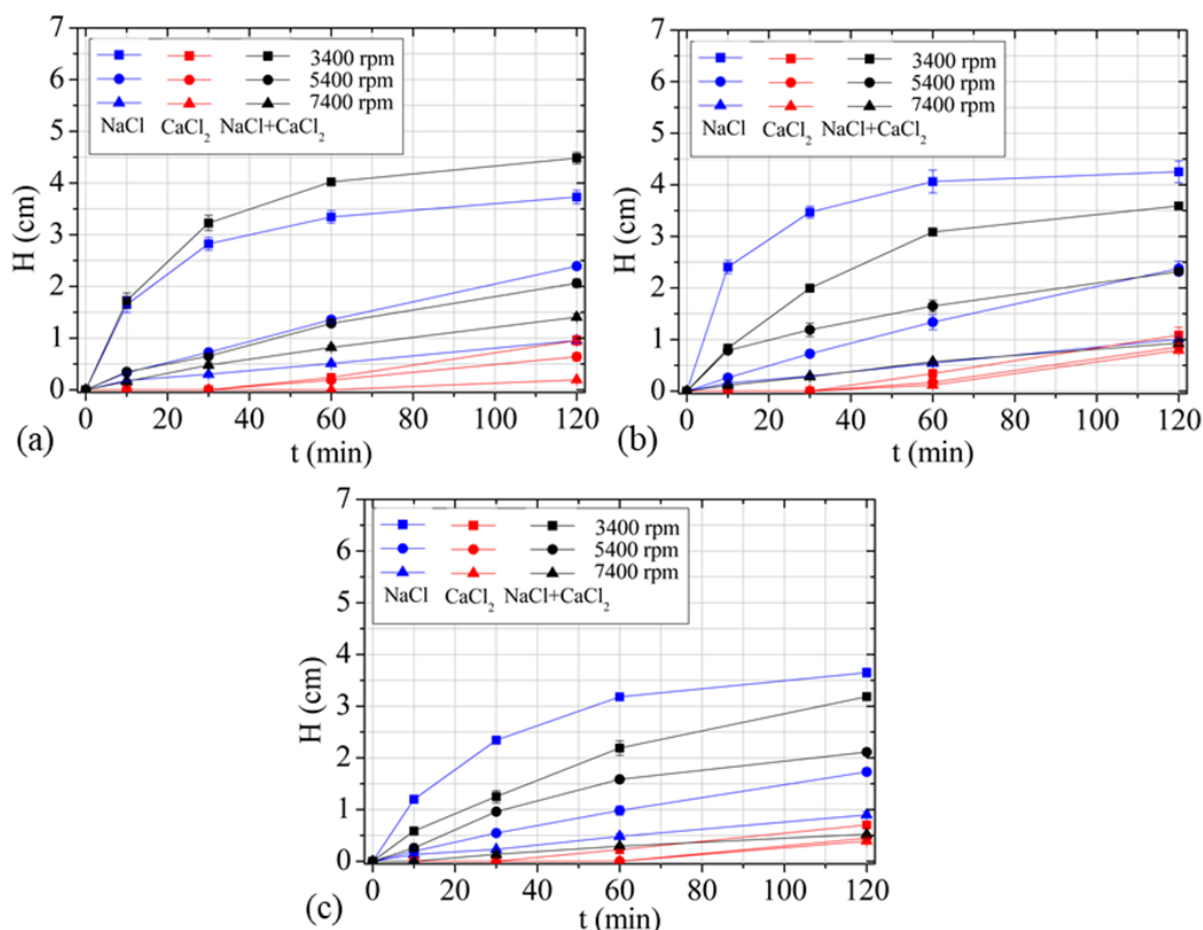 7
6
5
4
3
2
1
0
H (cm)
3400 rpm
5400 rpm
7400 rpm
NaCl CaCl₂ NaCl+CaCl₂
0 20 40 60 80 100 120
t (min)
(a)
7
6
5
4
3
2
1
0
H (cm)
3400 rpm
5400 rpm
7400 rpm
NaCl CaCl₂ NaCl+CaCl₂
0 20 40 60 80 100 120
t (min)
(b)
7
6
5
4
3
2
1
0
H (cm)
3400 rpm
5400 rpm
7400 rpm
NaCl CaCl₂ NaCl+CaCl₂
0 20 40 60 80 100 120
t (min)
(c)